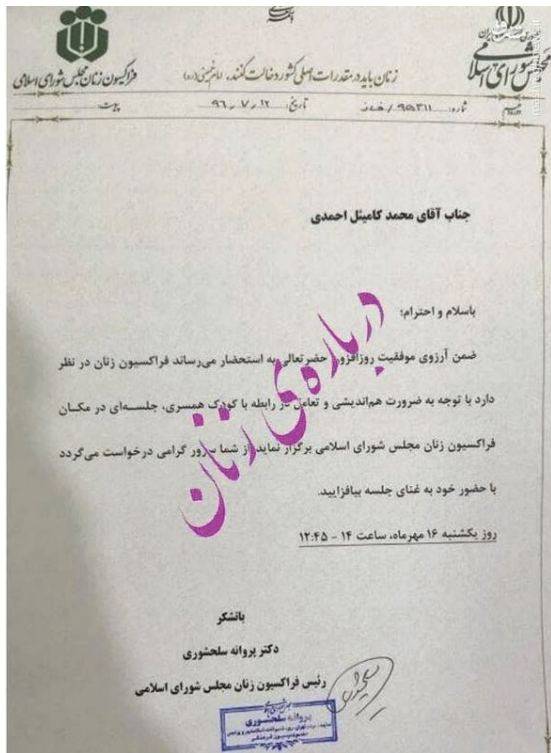 مجلس شورای اسلامی
زنان باید در مقدرات اصلی کشور دخالت کنند. امام خمینی (ره)
فراکسیون زنان مجلس شورای اسلامی
شماره: ۹۵۳۱۱
تاریخ: ۹۶/۷/۱۲
پیوست:
جناب آقای محمد کامیئل احمدی
باسلام و احترام؛
ضمن آرزوی موفقیت روزافزون حضرتعالی به استحضار می‌رساند فراکسیون زنان در نظر
دارد با توجه به ضرورت هم‌اندیشی و تعامل در رابطه با کودک همسری، جلسه‌ای در مکان
فراکسیون زنان مجلس شورای اسلامی برگزار نماید از شما سرور گرامی درخواست می‌گردد
با حضور خود به غنای جلسه بیافزایید.
روز یکشنبه ۱۶ مهرماه، ساعت ۱۴ - ۱۲:۴۵
درباره‌ی زنان
باتشکر
دکتر پروانه سلحشوری
رئیس فراکسیون زنان مجلس شورای اسلامی
پروانه سلحشوری